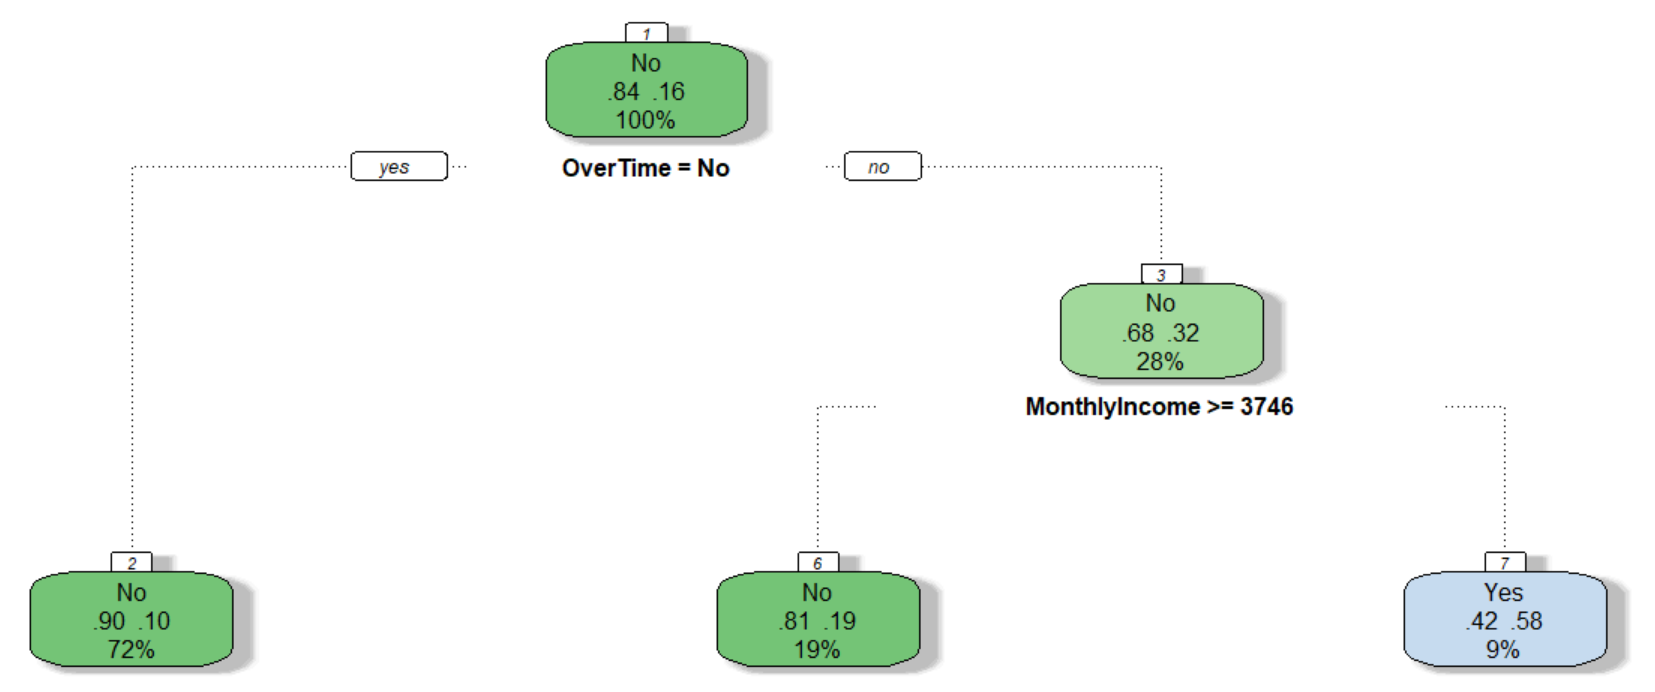 1
No
.84 .16
100%
yes
OverTime = No
no
3
No
.68 .32
28%
MonthlyIncome >= 3746
2
No
.90 .10
72%
6
No
.81 .19
19%
7
Yes
.42 .58
9%